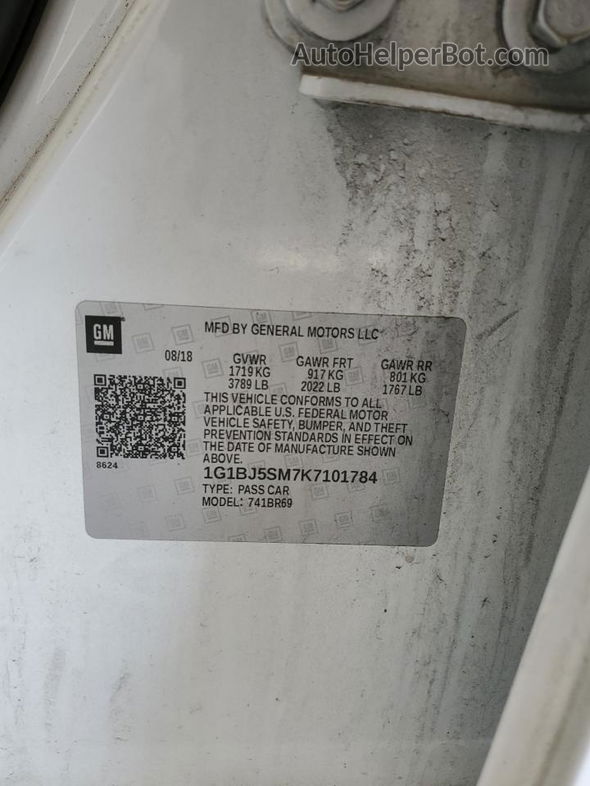 AutoHelperBot.com
GM
MFD BY GENERAL MOTORS LLC
08/18 GVWR GAWR FRT GAWR RR
1719 KG 917 KG 801 KG
3789 LB 2022 LB 1767 LB
THIS VEHICLE CONFORMS TO ALL
APPLICABLE U.S. FEDERAL MOTOR
VEHICLE SAFETY, BUMPER, AND THEFT
PREVENTION STANDARDS IN EFFECT ON
THE DATE OF MANUFACTURE SHOWN
ABOVE.
8624
1G1BJ5SM7K7101784
TYPE: PASS CAR
MODEL: 741BR69